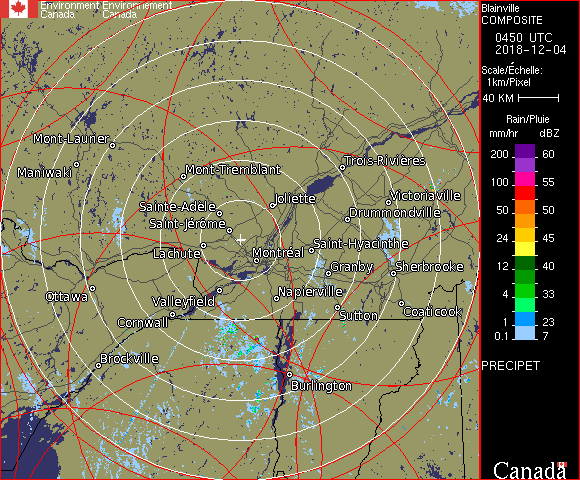 Environment Environnement
Canada Canada
Blainville
COMPOSITE
0450 UTC
2018-12-04
Scale/Échelle:
1km/Pixel
40 KM
Rain/Pluie
mm/hr dBZ
200 60
100 55
50 50
24 45
12 40
4 33
1 23
0.1 7
PRECIPET
Canada
Mont-Laurier
Maniwaki
Mont-Tremblant
Trois-Rivières
Joliette
Victoriaville
Sainte-Adèle
Drummondville
Saint-Jérome
Saint-Hyacinthe
Lachute
Montréal
Granby
Sherbrooke
Ottawa
Valleyfield
Napierville
Cornwall
Sutton
Coaticook
Brockville
Burlington